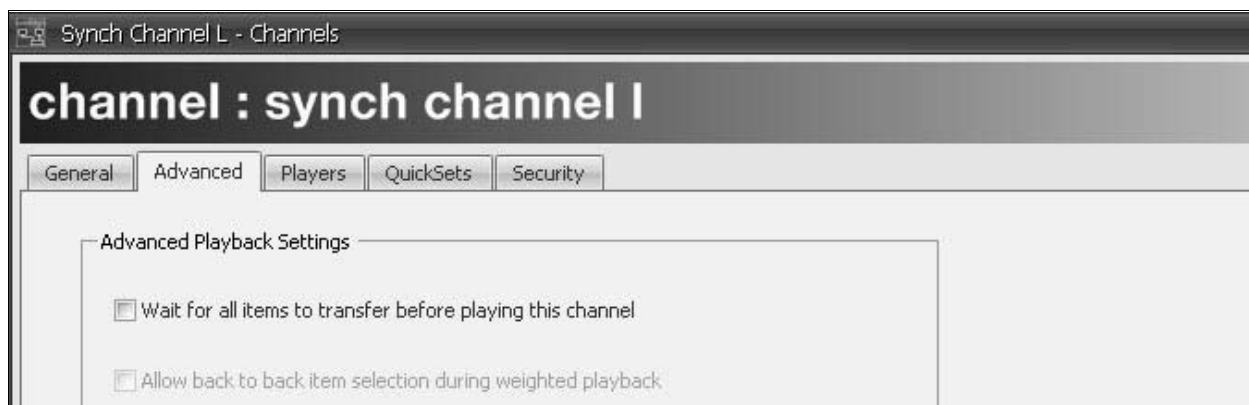 Synch Channel L - Channels
channel : synch channel l
General Advanced Players QuickSets Security
Advanced Playback Settings
Wait for all items to transfer before playing this channel
Allow back to back item selection during weighted playback